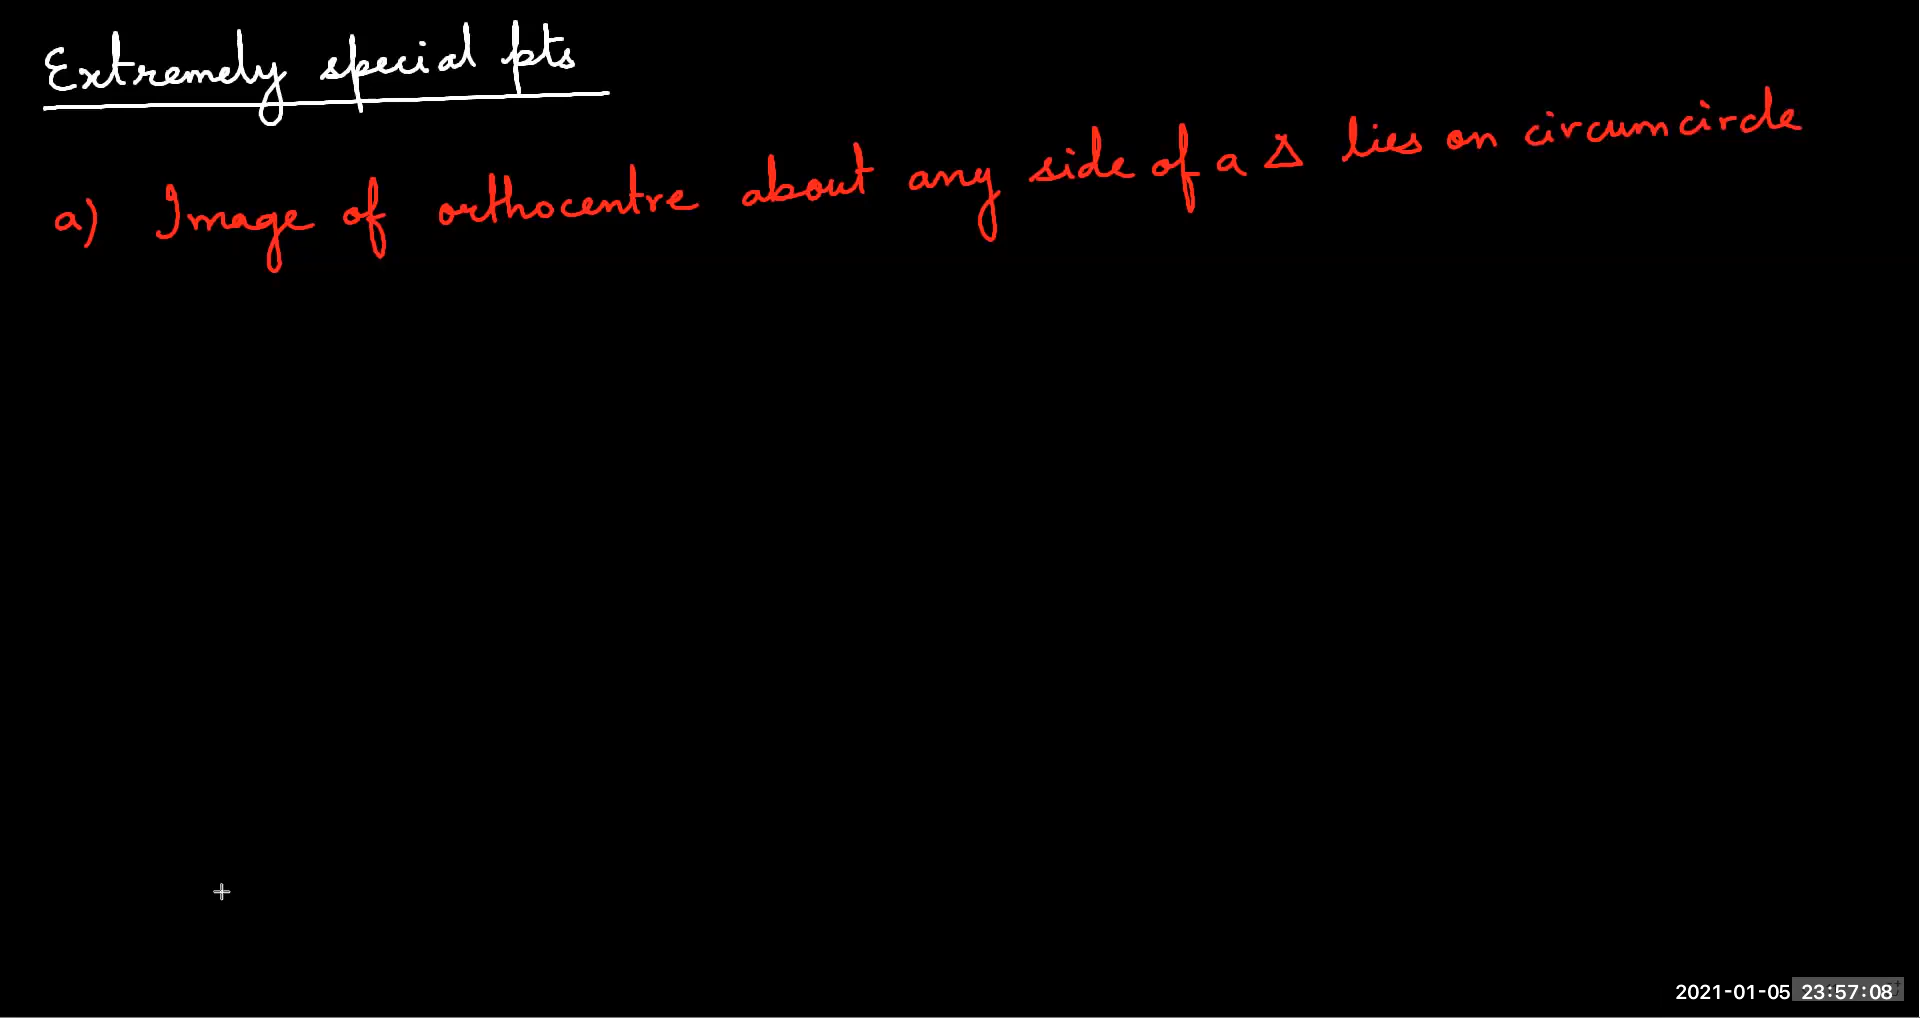 Extremely special pts
a) Image of orthocentre about any side of a Δ lies on circumcircle
2021-01-05 23:57:08